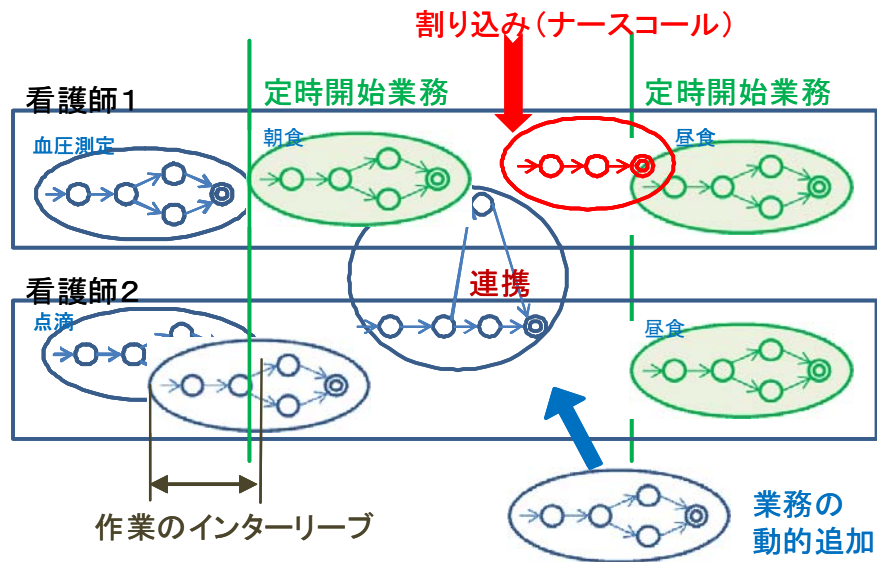 割り込み（ナースコール）
看護師１
定時開始業務
定時開始業務
血圧測定
朝食
昼食
連携
看護師２
点滴
昼食
作業のインターリーブ
業務の
動的追加